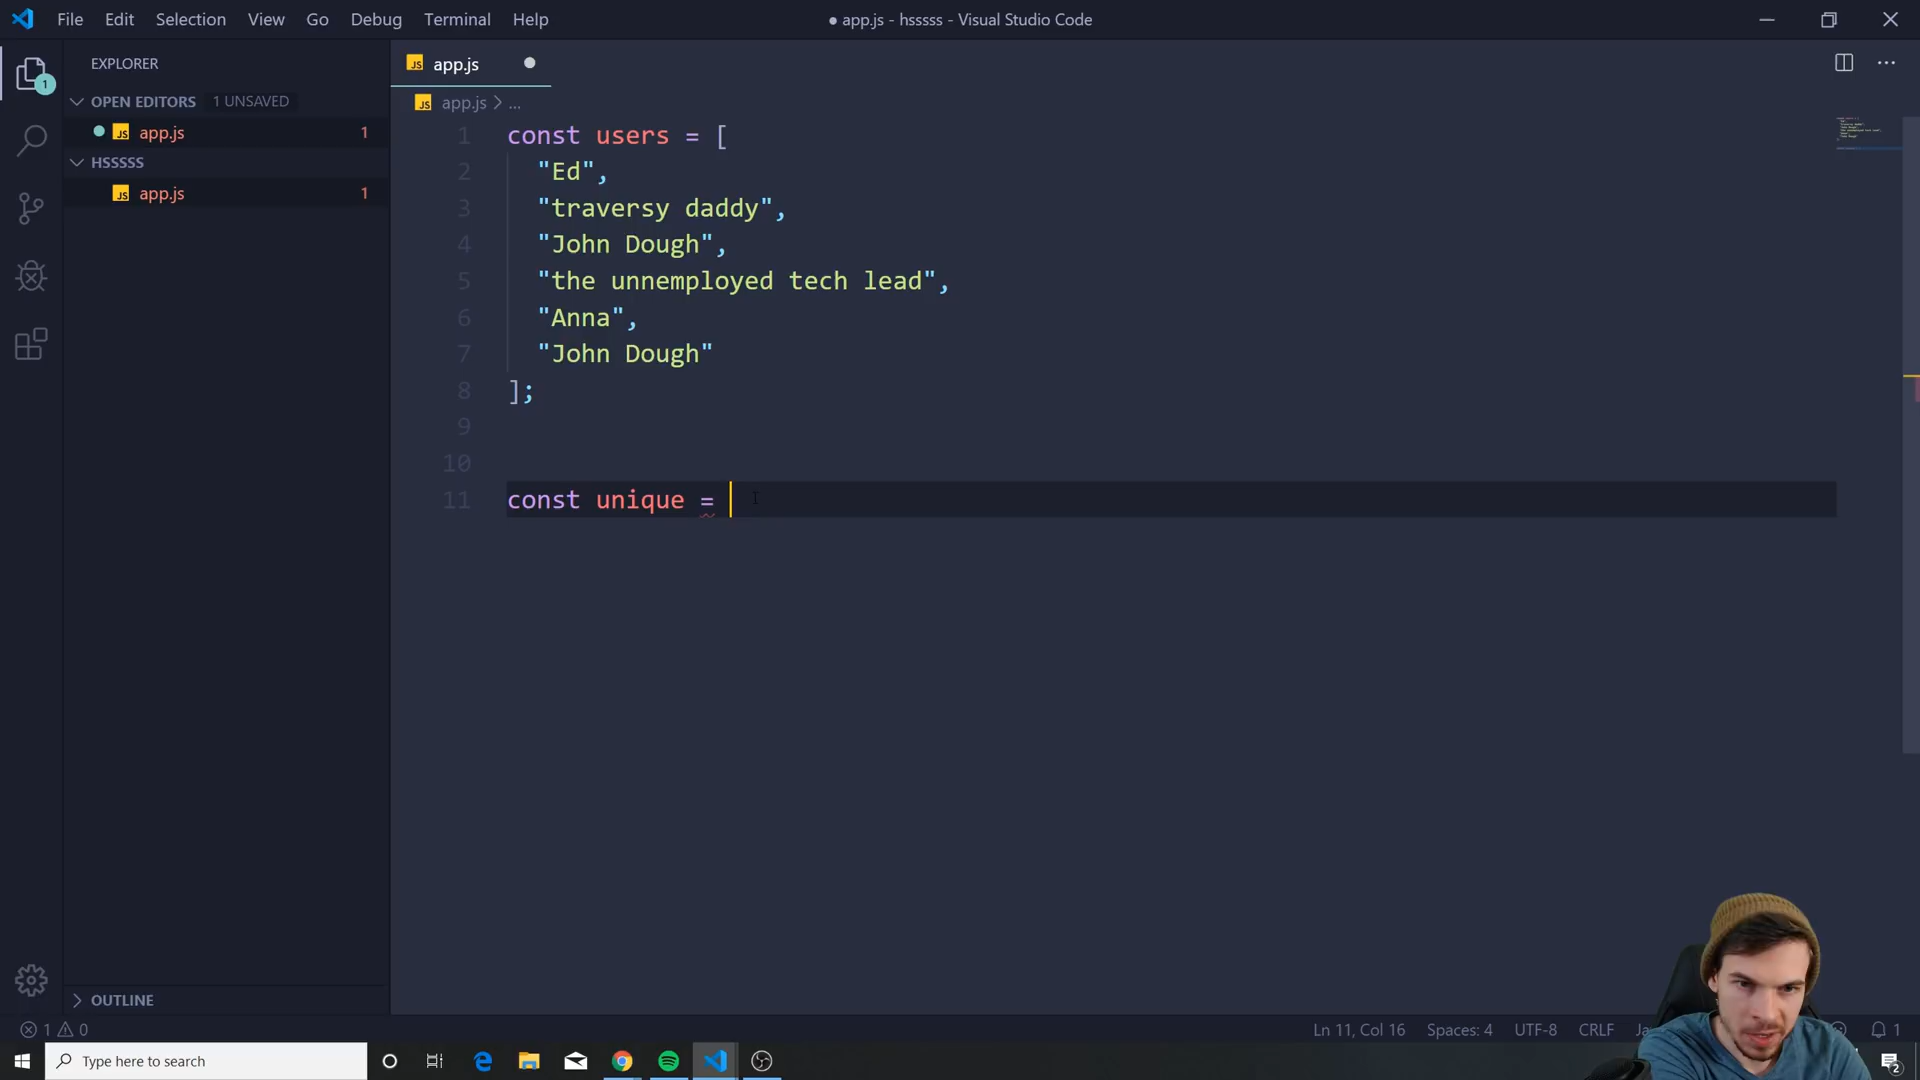 File Edit Selection View Go Debug Terminal Help
● app.js - hsssss - Visual Studio Code
EXPLORER
OPEN EDITORS 1 UNSAVED
JS app.js 1
HSSSSS
JS app.js 1
OUTLINE
1
JS app.js
JS app.js > ...
1 const users = [
2 "Ed",
3 "traversy daddy",
4 "John Dough",
5 "the unnemployed tech lead",
6 "Anna",
7 "John Dough"
8 ];
9
10
11 const unique =
1 0
Ln 11, Col 16 Spaces: 4 UTF-8 CRLF
1
Type here to search
2